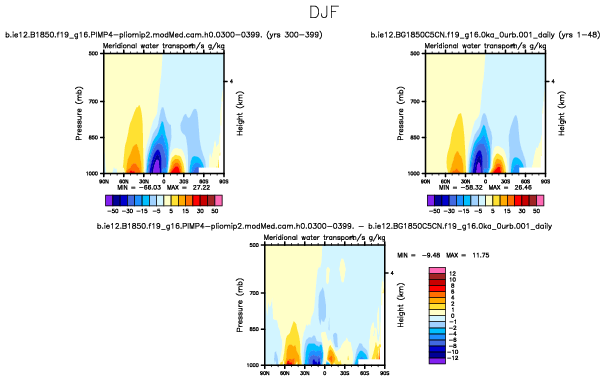 DJF
b.ie12.B1850.f19_g16.PIMP4-pliomip2.modMed.cam.h0.0300-0399. (yrs 300-399)
Meridional water transport m/s g/kg
500
700
850
1000
Pressure (mb)
4
Height (km)
90N 60N 30N 0 30S 60S 90S
MIN = -66.03 MAX = 27.22
-50 -30 -15 -5 5 15 30 50
b.ie12.BG1850C5CN.f19_g16.0ka_0urb.001_daily (yrs 1-48)
Meridional water transport m/s g/kg
500
700
850
1000
Pressure (mb)
4
Height (km)
90N 60N 30N 0 30S 60S 90S
MIN = -58.32 MAX = 26.46
-50 -30 -15 -5 5 15 30 50
b.ie12.B1850.f19_g16.PIMP4-pliomip2.modMed.cam.h0.0300-0399. - b.ie12.BG1850C5CN.f19_g16.0ka_0urb.001_daily
Meridional water transport m/s g/kg
MIN = -9.48 MAX = 11.75
500
700
850
1000
Pressure (mb)
4
Height (km)
90N 60N 30N 0 30S 60S 90S
12
10
8
6
4
2
1
0
-1
-2
-4
-6
-8
-10
-12